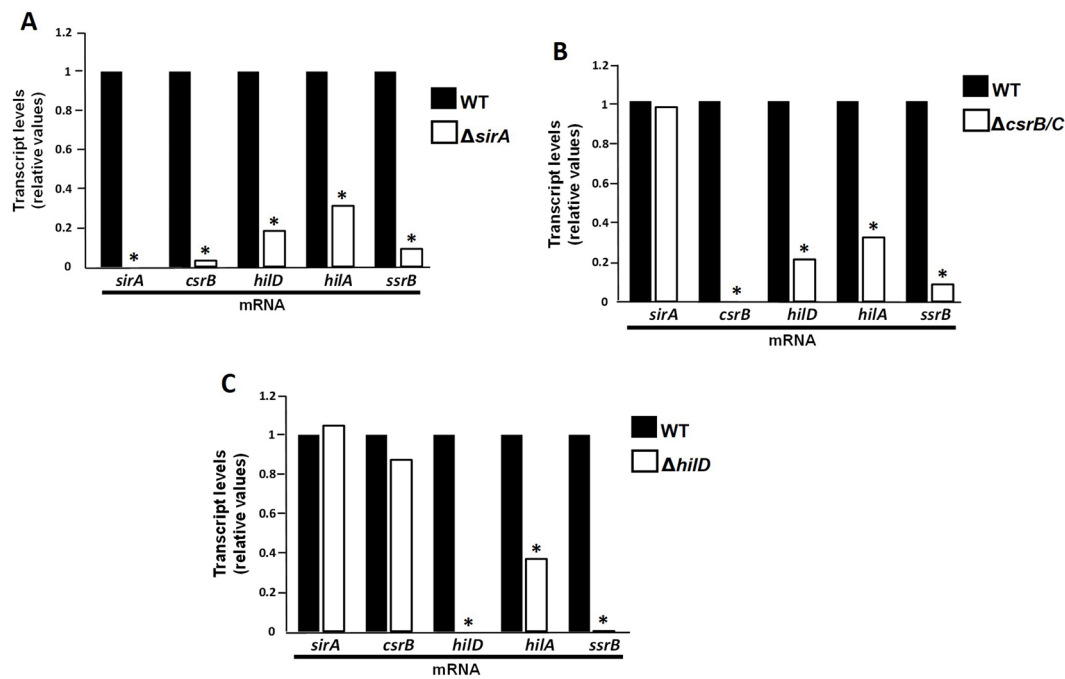 A
1.2
1
0.8
0.6
0.4
0.2
0
Transcript levels
(relative values)
WT
ΔsirA
*
*
*
*
*
sirA csrB hilD hilA ssrB
mRNA
B
1.2
1
0.8
0.6
0.4
0.2
0
Transcript levels
(relative values)
WT
ΔcsrB/C
*
*
*
*
sirA csrB hilD hilA ssrB
mRNA
C
1.2
1
0.8
0.6
0.4
0.2
0
Transcript levels
(relative values)
WT
ΔhilD
*
*
*
sirA csrB hilD hilA ssrB
mRNA